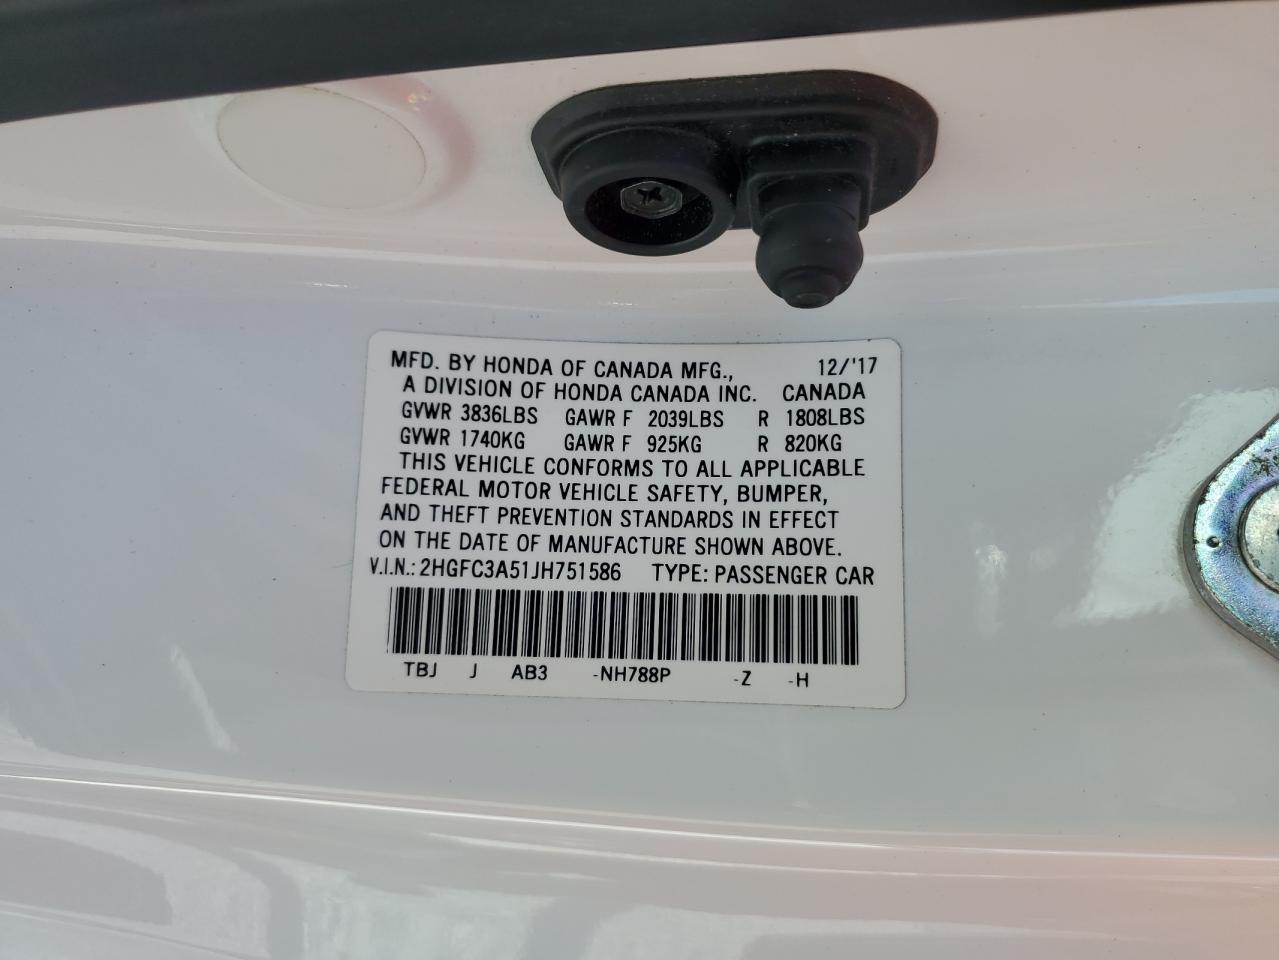 MFD. BY HONDA OF CANADA MFG., 12/'17
A DIVISION OF HONDA CANADA INC. CANADA
GVWR 3836LBS GAWR F 2039LBS R 1808LBS
GVWR 1740KG GAWR F 925KG R 820KG
THIS VEHICLE CONFORMS TO ALL APPLICABLE
FEDERAL MOTOR VEHICLE SAFETY, BUMPER,
AND THEFT PREVENTION STANDARDS IN EFFECT
ON THE DATE OF MANUFACTURE SHOWN ABOVE.
V.I.N.: 2HGFC3A51JH751586 TYPE: PASSENGER CAR
TBJ J AB3 -NH788P -Z -H